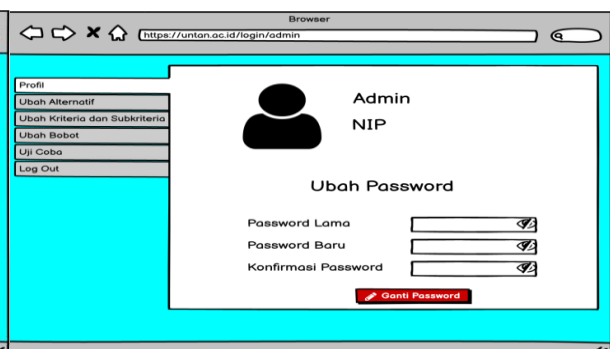 Browser
https://untan.ac.id/login/admin
Profil
Ubah Alternatif
Ubah Kriteria dan Subkriteria
Ubah Bobot
Uji Coba
Log Out
Admin
NIP
Ubah Password
Password Lama
Password Baru
Konfirmasi Password
Ganti Password